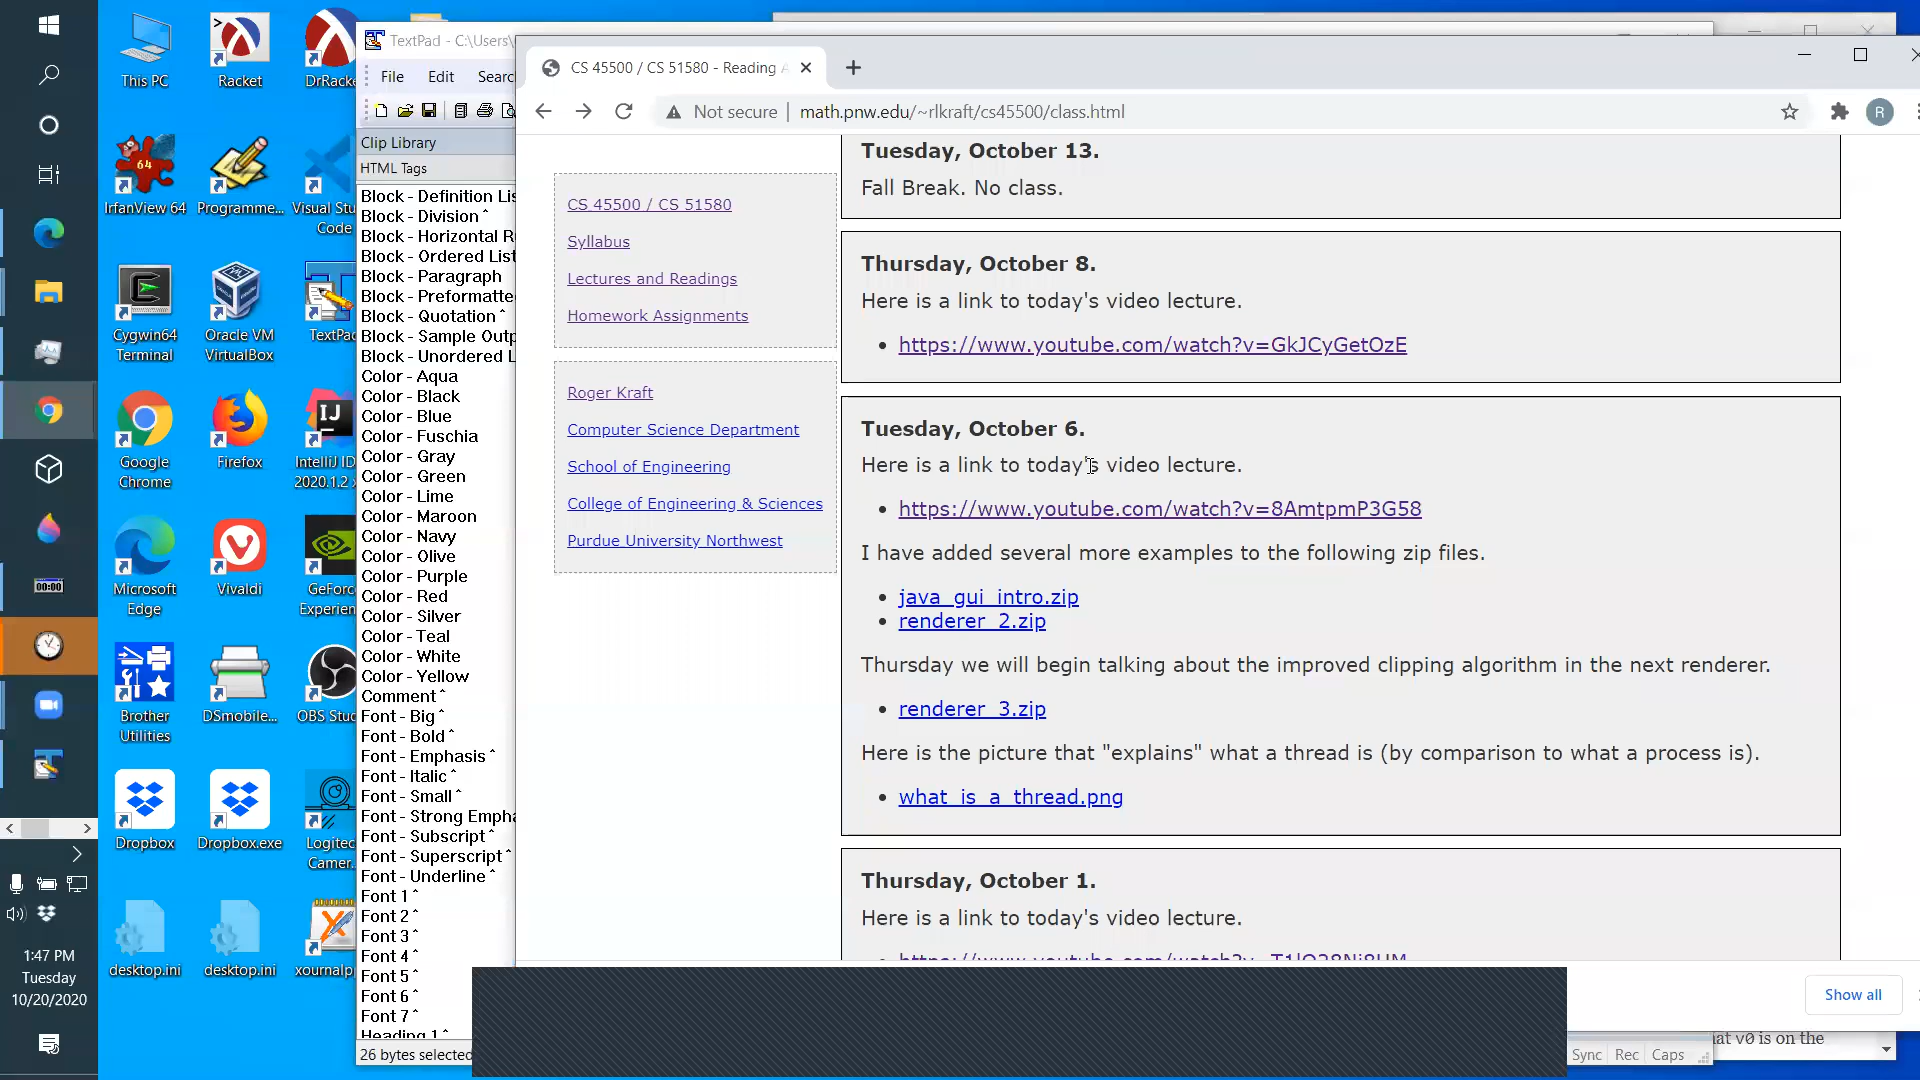 This PC
Racket
DrRacke
IrfanView 64
Programme...
Visual Stu
Code
Cygwin64
Terminal
Oracle VM
VirtualBox
TextPad
Google
Chrome
Firefox
IntelliJ ID
2020.1.2 x
Microsoft
Edge
Vivaldi
GeForce
Experien
Brother
Utilities
DSmobile...
OBS Stud
Dropbox
Dropbox.exe
Logitec
Camer...
desktop.ini
desktop.ini
xournalpp
1:47 PM
Tuesday
10/20/2020
TextPad - C:\Users\
File Edit Search
Clip Library
HTML Tags
Block - Definition Lis
Block - Division ^
Block - Horizontal R
Block - Ordered List
Block - Paragraph
Block - Preformatte
Block - Quotation ^
Block - Sample Outp
Block - Unordered L
Color - Aqua
Color - Black
Color - Blue
Color - Fuschia
Color - Gray
Color - Green
Color - Lime
Color - Maroon
Color - Navy
Color - Olive
Color - Purple
Color - Red
Color - Silver
Color - Teal
Color - White
Color - Yellow
Comment ^
Font - Big ^
Font - Bold ^
Font - Emphasis ^
Font - Italic ^
Font - Small ^
Font - Strong Empha
Font - Subscript ^
Font - Superscript ^
Font - Underline ^
Font 1 ^
Font 2 ^
Font 3 ^
Font 4 ^
Font 5 ^
Font 6 ^
Font 7 ^
Heading 1 ^
26 bytes selected
CS 45500 / CS 51580 - Reading A
Not secure | math.pnw.edu/~rlkraft/cs45500/class.html
R
CS 45500 / CS 51580
Syllabus
Lectures and Readings
Homework Assignments
Roger Kraft
Computer Science Department
School of Engineering
College of Engineering & Sciences
Purdue University Northwest
Tuesday, October 13.
Fall Break. No class.
Thursday, October 8.
Here is a link to today's video lecture.
• https://www.youtube.com/watch?v=GkJCyGetOzE
Tuesday, October 6.
Here is a link to today's video lecture.
• https://www.youtube.com/watch?v=8AmtpmP3G58
I have added several more examples to the following zip files.
• java_gui_intro.zip
• renderer_2.zip
Thursday we will begin talking about the improved clipping algorithm in the next renderer.
• renderer_3.zip
Here is the picture that "explains" what a thread is (by comparison to what a process is).
• what_is_a_thread.png
Thursday, October 1.
Here is a link to today's video lecture.
Show all
at v0 is on the
Sync Rec Caps